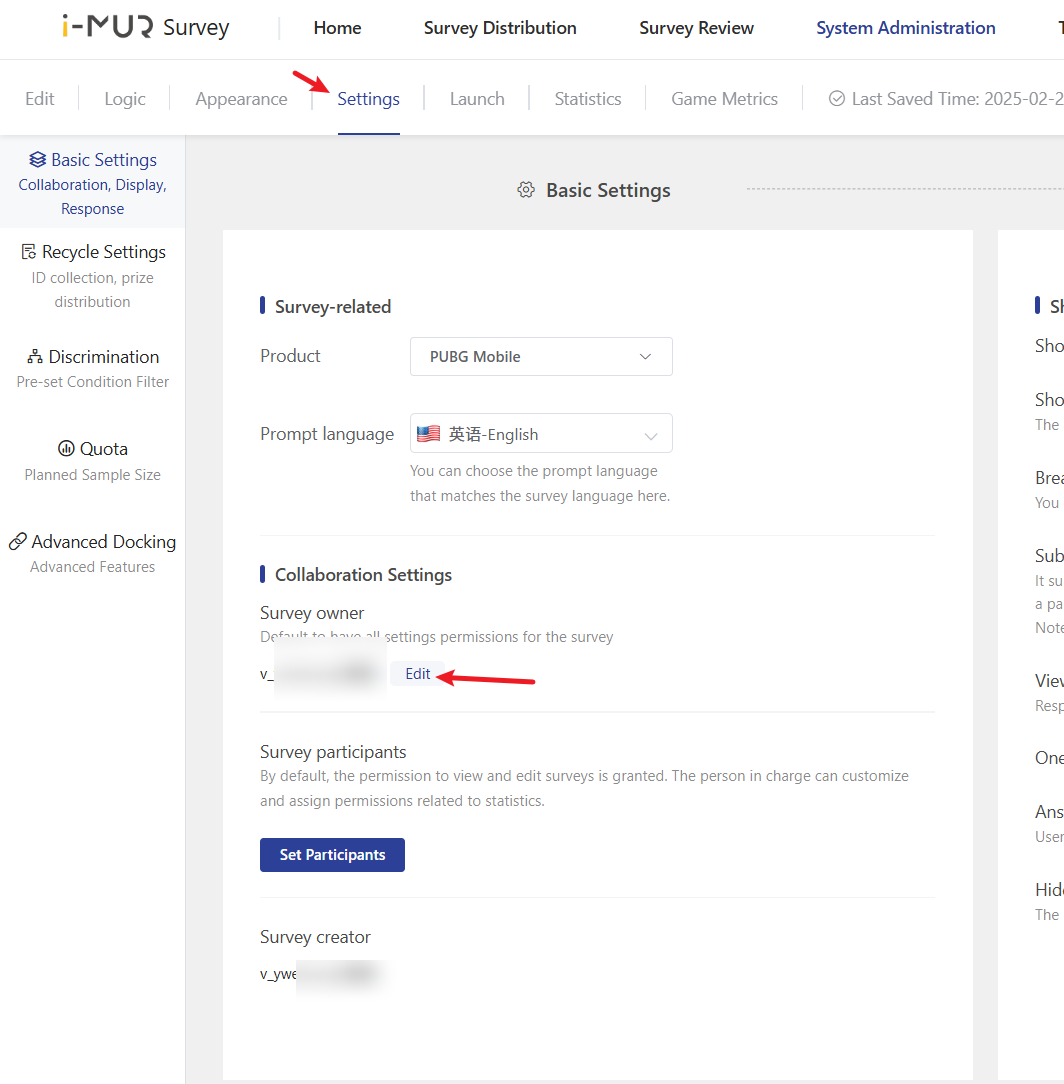 i-MUR Survey
Home
Survey Distribution
Survey Review
System Administration
Edit
Logic
Appearance
Settings
Launch
Statistics
Game Metrics
Last Saved Time: 2025-02-2
Basic Settings
Collaboration, Display,
Response
Recycle Settings
ID collection, prize
distribution
Discrimination
Pre-set Condition Filter
Quota
Planned Sample Size
Advanced Docking
Advanced Features
Basic Settings
Survey-related
Product
PUBG Mobile
Prompt language
英语-English
You can choose the prompt language
that matches the survey language here.
Collaboration Settings
Survey owner
Default to have all settings permissions for the survey
v_
Edit
Survey participants
By default, the permission to view and edit surveys is granted. The person in charge can customize
and assign permissions related to statistics.
Set Participants
Survey creator
v_ywe
Sho
Sho
The
Brea
You
Sub
It su
a pa
Note
View
Resp
One
Ans
User
Hid
The